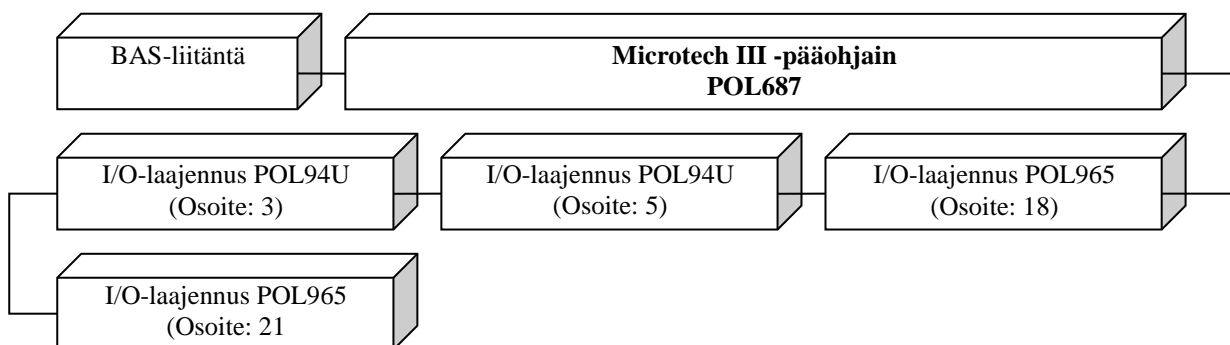 BAS-liitäntä
Microtech III -pääohjain
POL687
I/O-laajennus POL94U
(Osoite: 3)
I/O-laajennus POL94U
(Osoite: 5)
I/O-laajennus POL965
(Osoite: 18)
I/O-laajennus POL965
(Osoite: 21